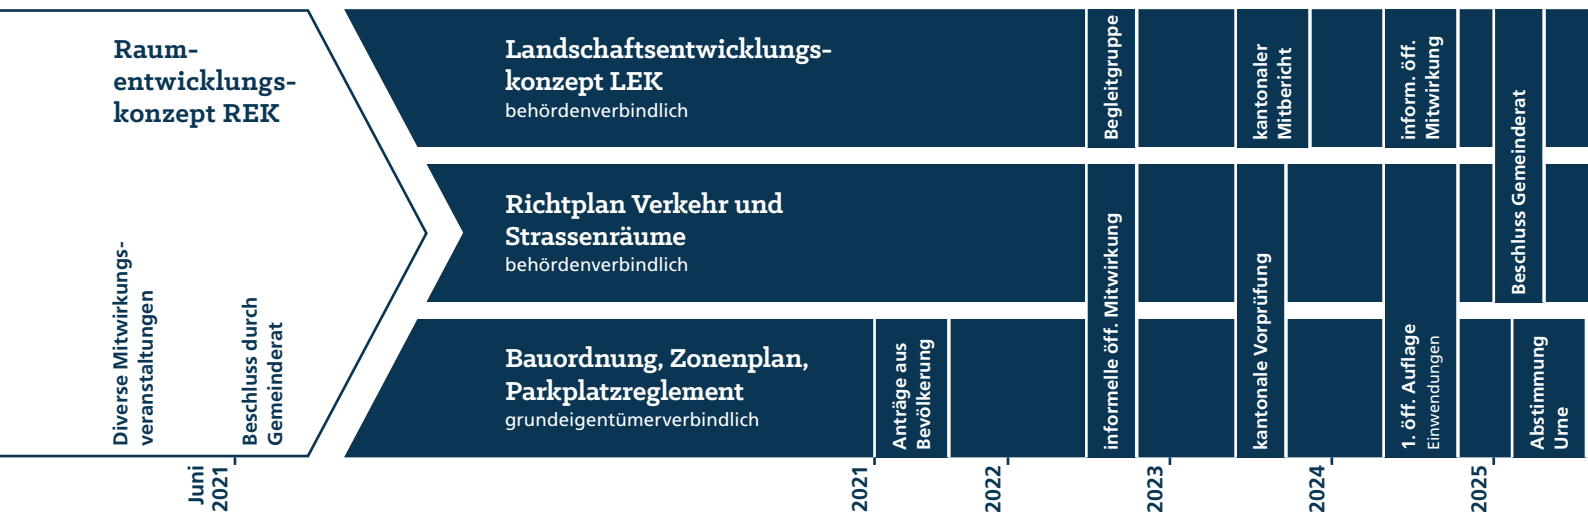 Raum-
entwicklungs-
konzept REK
Diverse Mitwirkungs-
veranstaltungen
Beschluss durch
Gemeinderat
Juni
2021
Landschaftsentwicklungs-
konzept LEK
behördenverbindlich
Begleitgruppe
kantonaler
Mitbericht
inform. öff.
Mitwirkung
Beschluss Gemeinderat
Richtplan Verkehr und
Strassenräume
behördenverbindlich
informelle öff. Mitwirkung
kantonale Vorprüfung
1. öff. Auflage
Einwendungen
Bauordnung, Zonenplan,
Parkplatzreglement
grundeigentümerverbindlich
Anträge aus
Bevölkerung
Abstimmung
Urne
2021
2022
2023
2024
2025